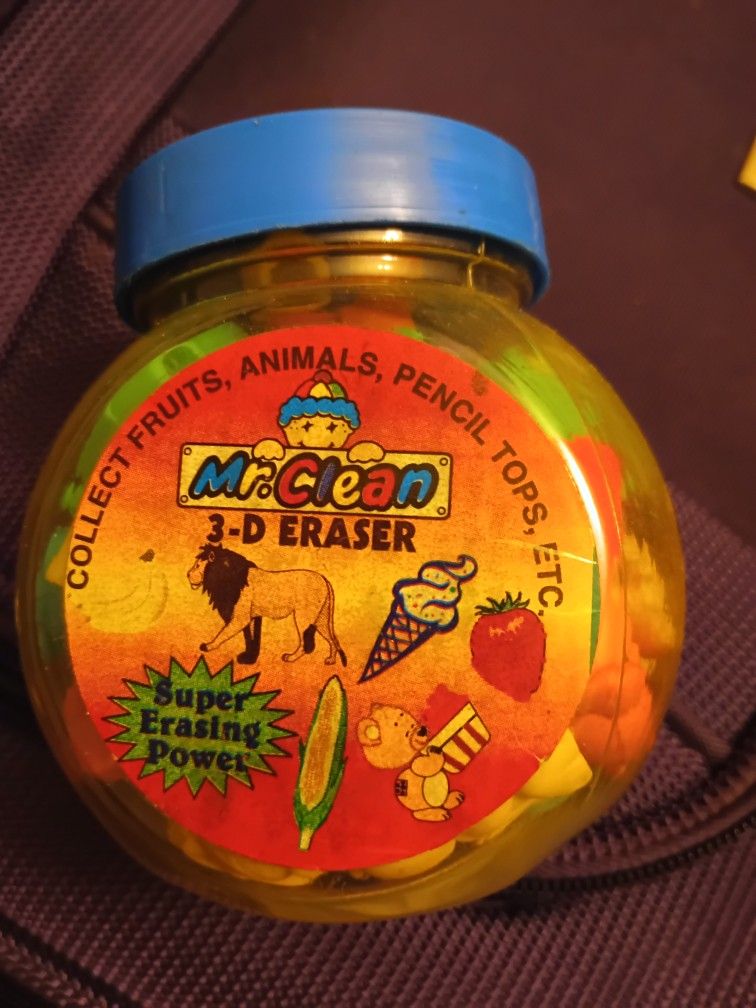 COLLECT FRUITS, ANIMALS, PENCIL TOPS, ETC.
Mr. Clean
3-D ERASER
Super
Erasing
Power